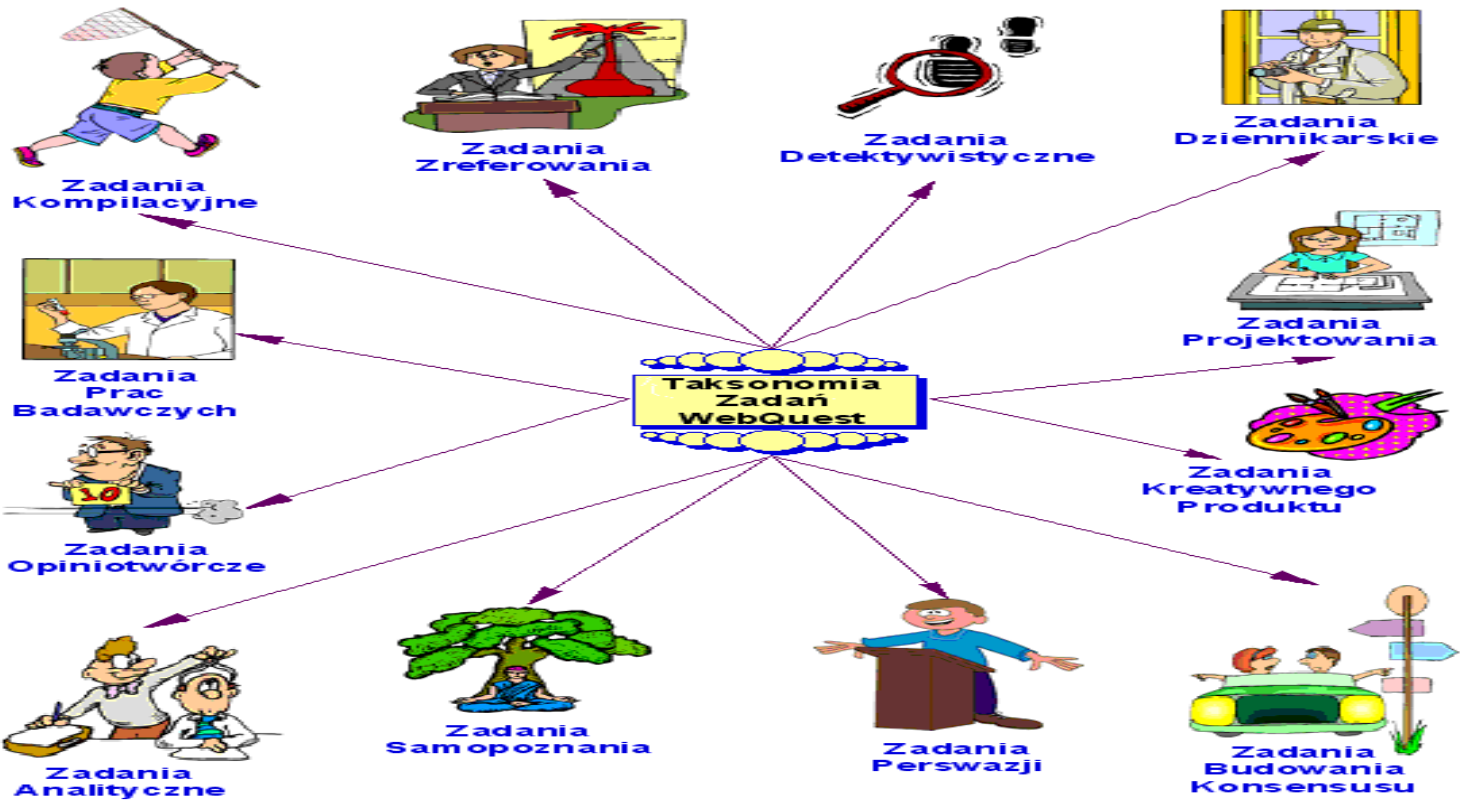 Zadania
Zreferowania
Zadania
Detektywistyczne
Zadania
Dziennikarskie
Zadania
Kompilacyjne
Zadania
Projektowania
Zadania
Prac
Badawczych
Taksonomia
Zadań
WebQuest
Zadania
Kreatywnego
Produktu
10
Zadania
Opiniotwórcze
Zadania
Analityczne
Zadania
Samopoznania
Zadania
Perswazji
Zadania
Budowania
Konsensusu